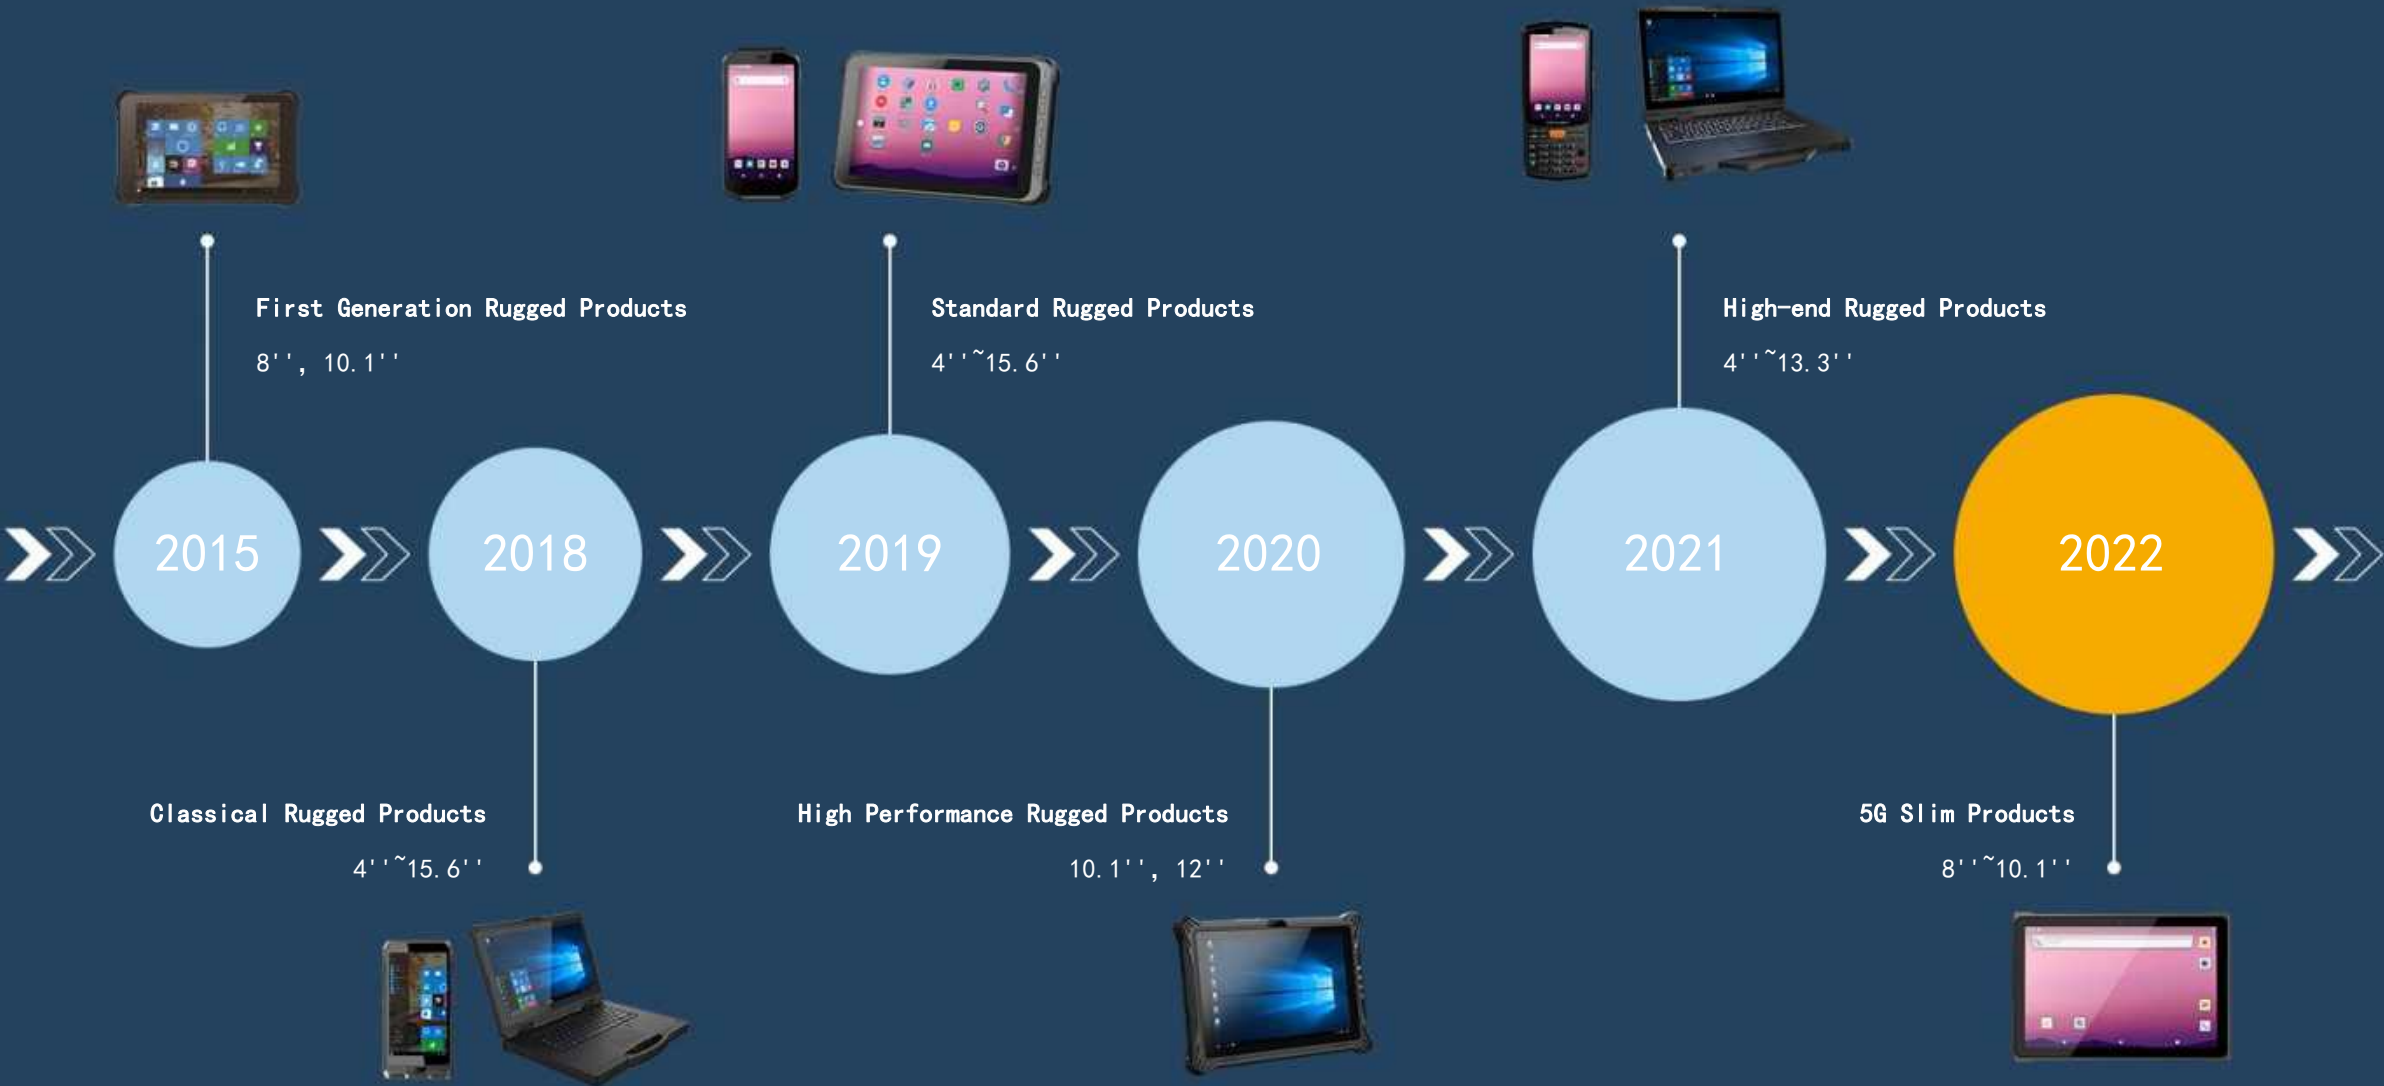 First Generation Rugged Products
8'', 10.1''
Standard Rugged Products
4''~15.6''
High-end Rugged Products
4''~13.3''
2015
2018
2019
2020
2021
2022
Classical Rugged Products
4''~15.6''
High Performance Rugged Products
10.1'', 12''
5G Slim Products
8''~10.1''